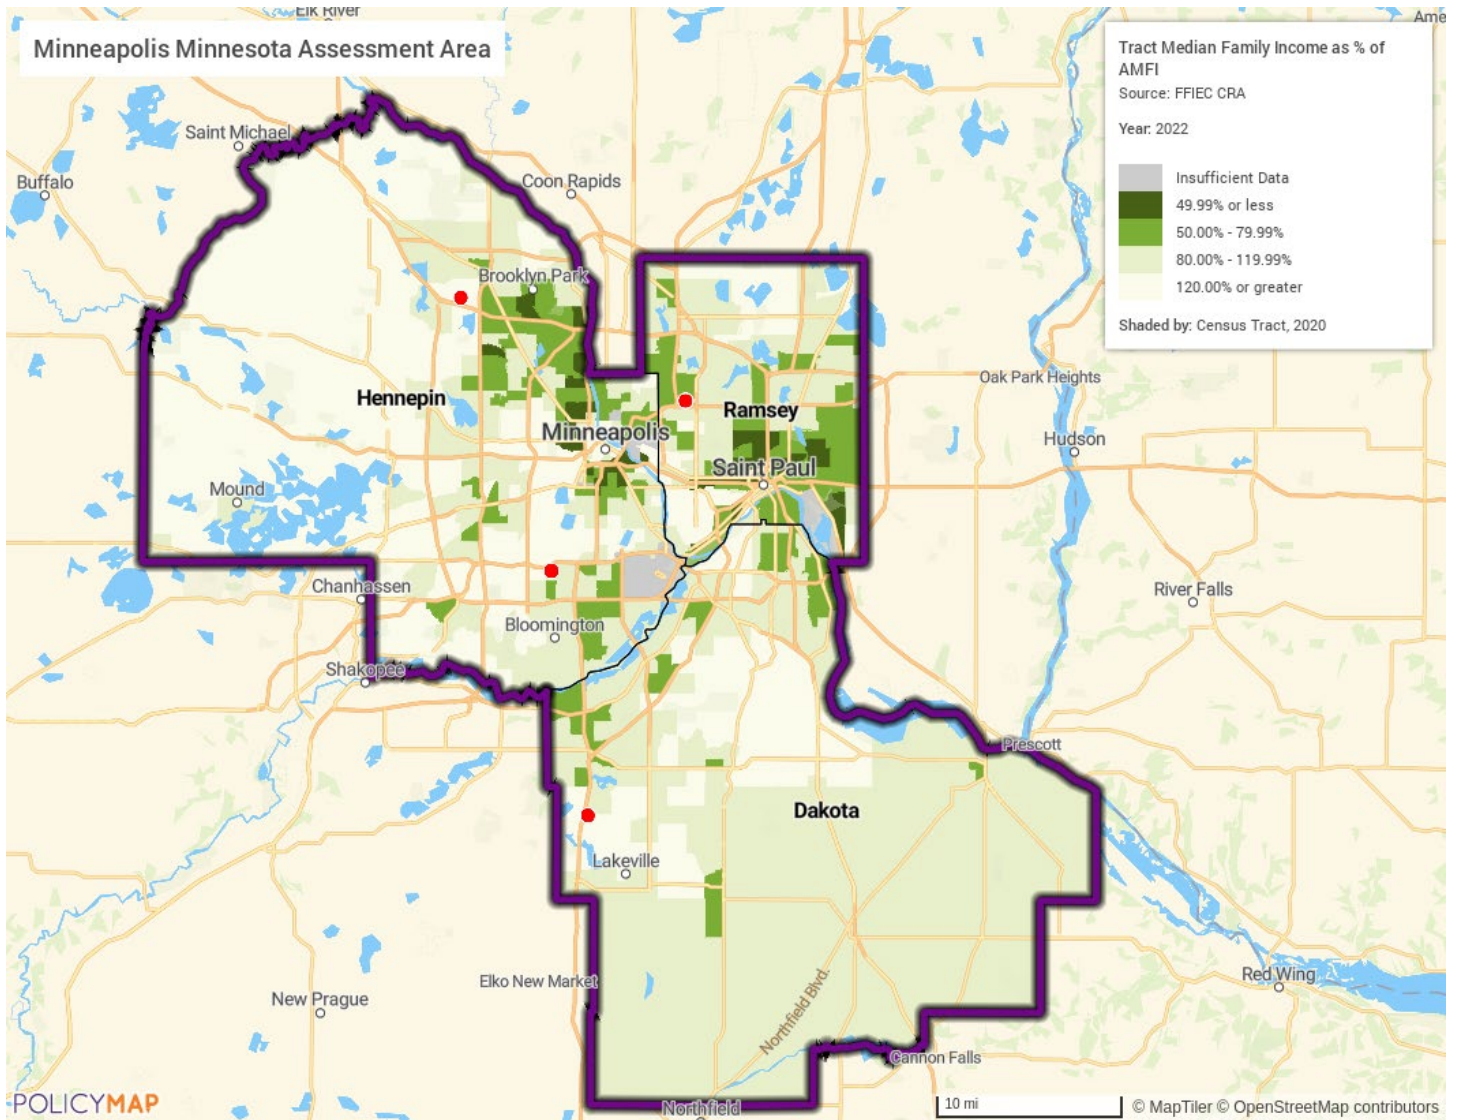 Elk River
Ame
Minneapolis Minnesota Assessment Area
Tract Median Family Income as % of
AMFI
Source: FFIEC CRA
Year: 2022
Insufficient Data
49.99% or less
50.00% - 79.99%
80.00% - 119.99%
120.00% or greater
Shaded by: Census Tract, 2020
Saint Michael
Buffalo
Coon Rapids
Brooklyn Park
Hennepin
Oak Park Heights
Ramsey
Minneapolis
Hudson
Saint Paul
Mound
Chanhassen
River Falls
Bloomington
Shakopee
Prescott
Dakota
Lakeville
Elko New Market
Red Wing
New Prague
Northfield Blvd.
Cannon Falls
POLICYMAP
Northfield
10 mi
© MapTiler © OpenStreetMap contributors